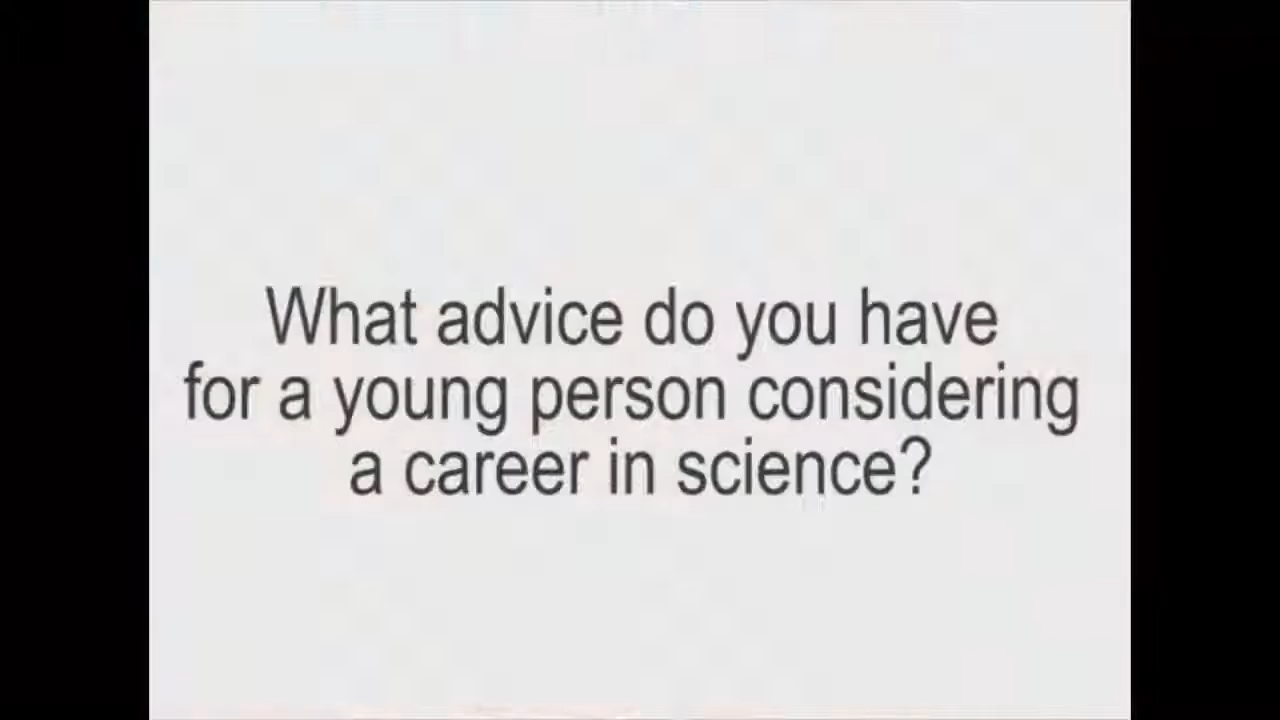 What advice do you have
for a young person considering
a career in science?